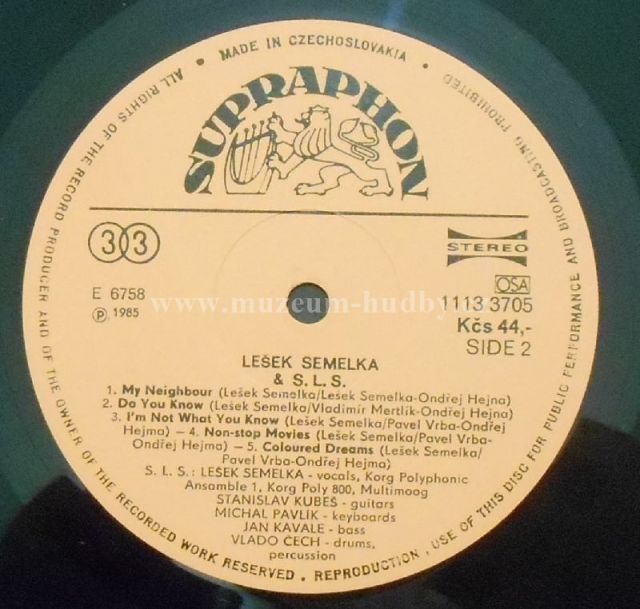 MADE IN CZECHOSLOVAKIA
ALL RIGHTS OF THE RECORD PRODUCER AND OF THE OWNER OF THE RECORDED WORK RESERVED . REPRODUCTION , USE OF THIS DISC FOR PUBLIC PERFORMANCE AND BROADCASTING PROHIBITED
SUPRAPHON
33
STEREO
E 6758
Ⓟ 1985
OSA
1113 3705
Kčs 44,-
SIDE 2
www.muzeum-hudby
LEŠEK SEMELKA
& S.L.S.
1. My Neighbour (Lešek Semelka/Lešek Semelka-Ondřej Hejna)
2. Do You Know (Lešek Semelka/Vladimír Mertlík-Ondřej Hejna)
3. I'm Not What You Know (Lešek Semelka/Pavel Vrba-Ondřej
Hejma) — 4. Non-stop Movies (Lešek Semelka/Pavel Vrba-
Ondřej Hejma) — 5. Coloured Dreams (Lešek Semelka/
Pavel Vrba-Ondřej Hejma)
S. L. S.: LEŠEK SEMELKA - vocals, Korg Polyphonic
Ansamble 1, Korg Poly 800, Multimoog
STANISLAV KUBEŠ - guitars
MICHAL PAVLÍK - keyboards
JAN KAVALE - bass
VLADO ČECH - drums,
percussion